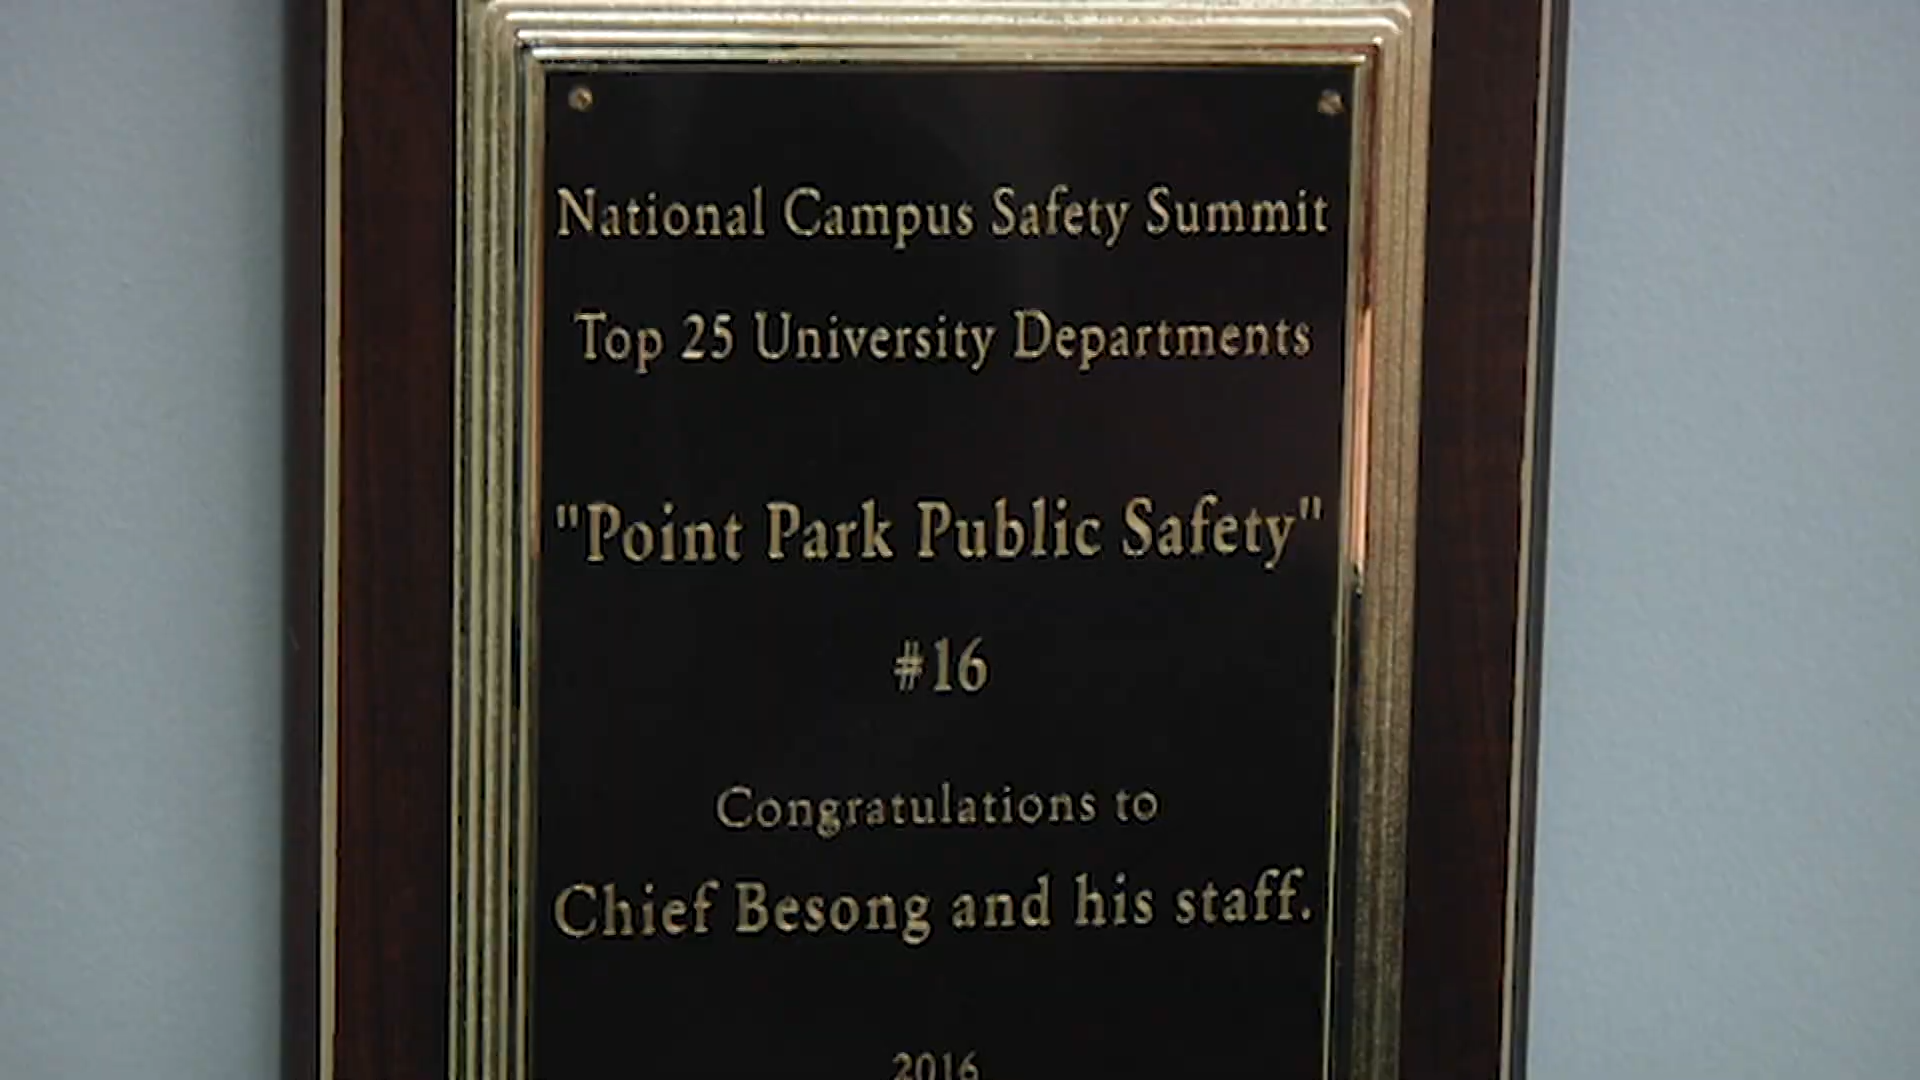 National Campus Safety Summit
Top 25 University Departments
"Point Park Public Safety"
#16
Congratulations to
Chief Besong and his staff.
2016